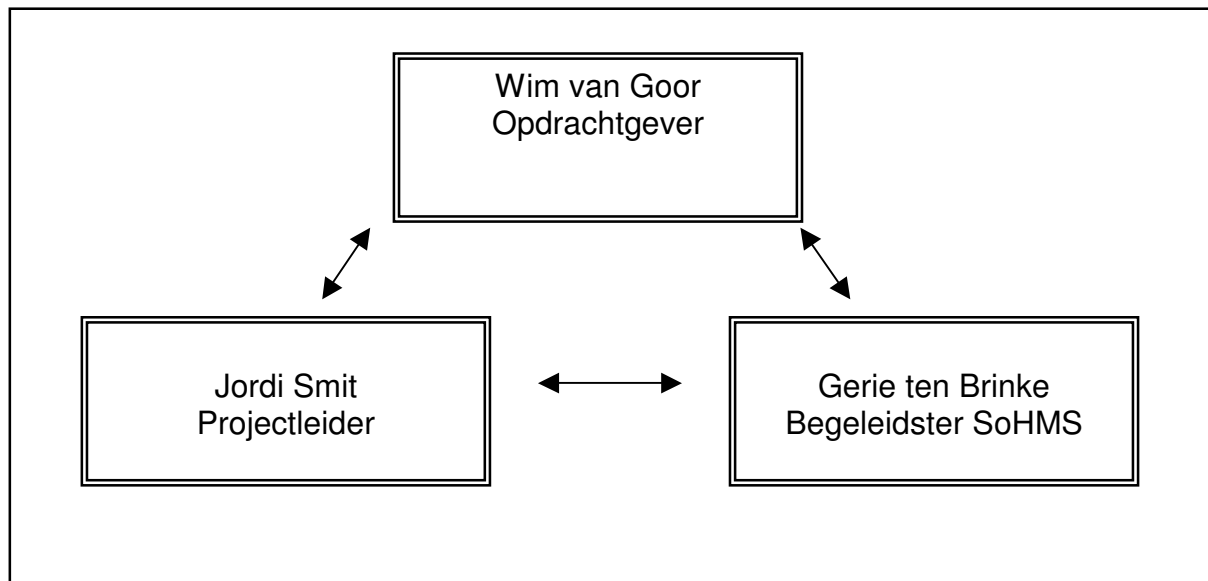 Wim van Goor
Opdrachtgever
Jordi Smit
Projectleider
Gerie ten Brinke
Begeleidster SoHMS